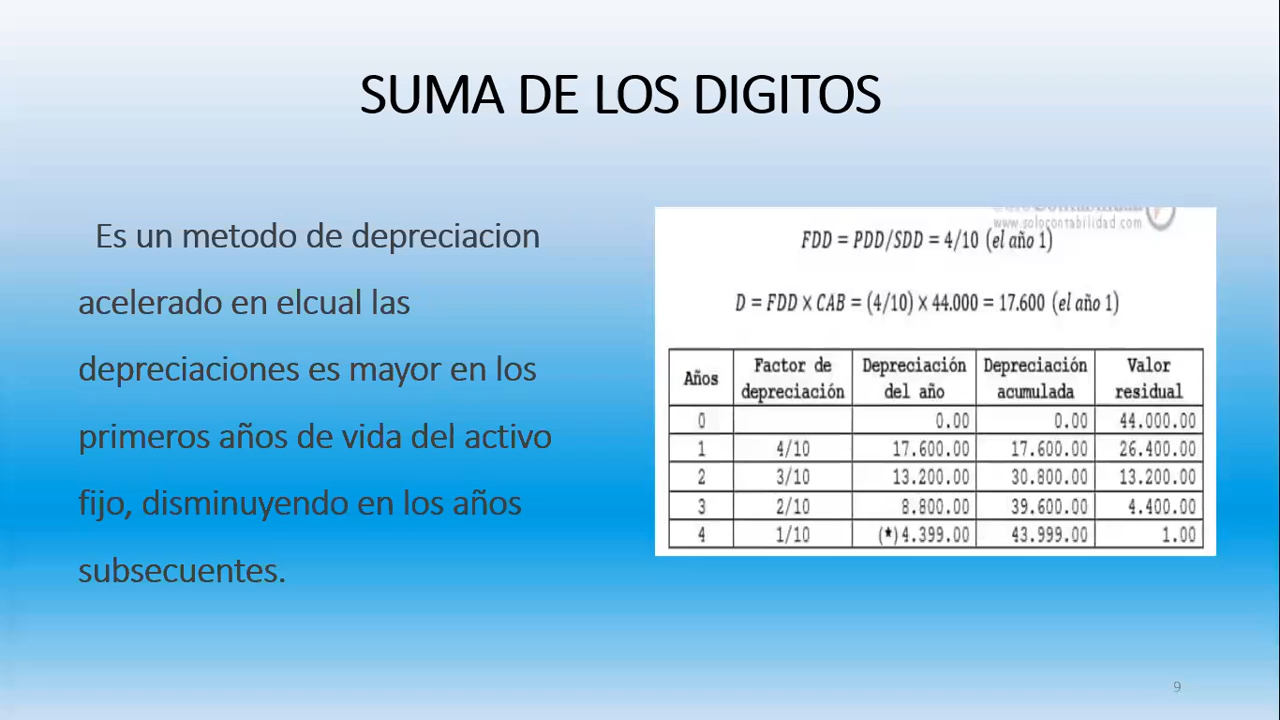 SUMA DE LOS DIGITOS
Es un metodo de depreciacion
acelerado en elcual las
depreciaciones es mayor en los
primeros años de vida del activo
fijo, disminuyendo en los años
subsecuentes.
www.solocontabilidad.com
FDD = PDD/SDD = 4/10 (el año 1)
D = FDD × CAB = (4/10) × 44.000 = 17.600 (el año 1)
Años Factor de depreciación Depreciación del año Depreciación acumulada Valor residual
0 0.00 0.00 44.000.00
1 4/10 17.600.00 17.600.00 26.400.00
2 3/10 13.200.00 30.800.00 13.200.00
3 2/10 8.800.00 39.600.00 4.400.00
4 1/10 (*)4.399.00 43.999.00 1.00
9